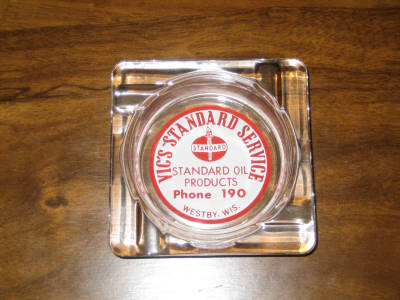 VIC'S STANDARD SERVICE
STANDARD
STANDARD OIL
PRODUCTS
Phone 190
WESTBY, WIS.